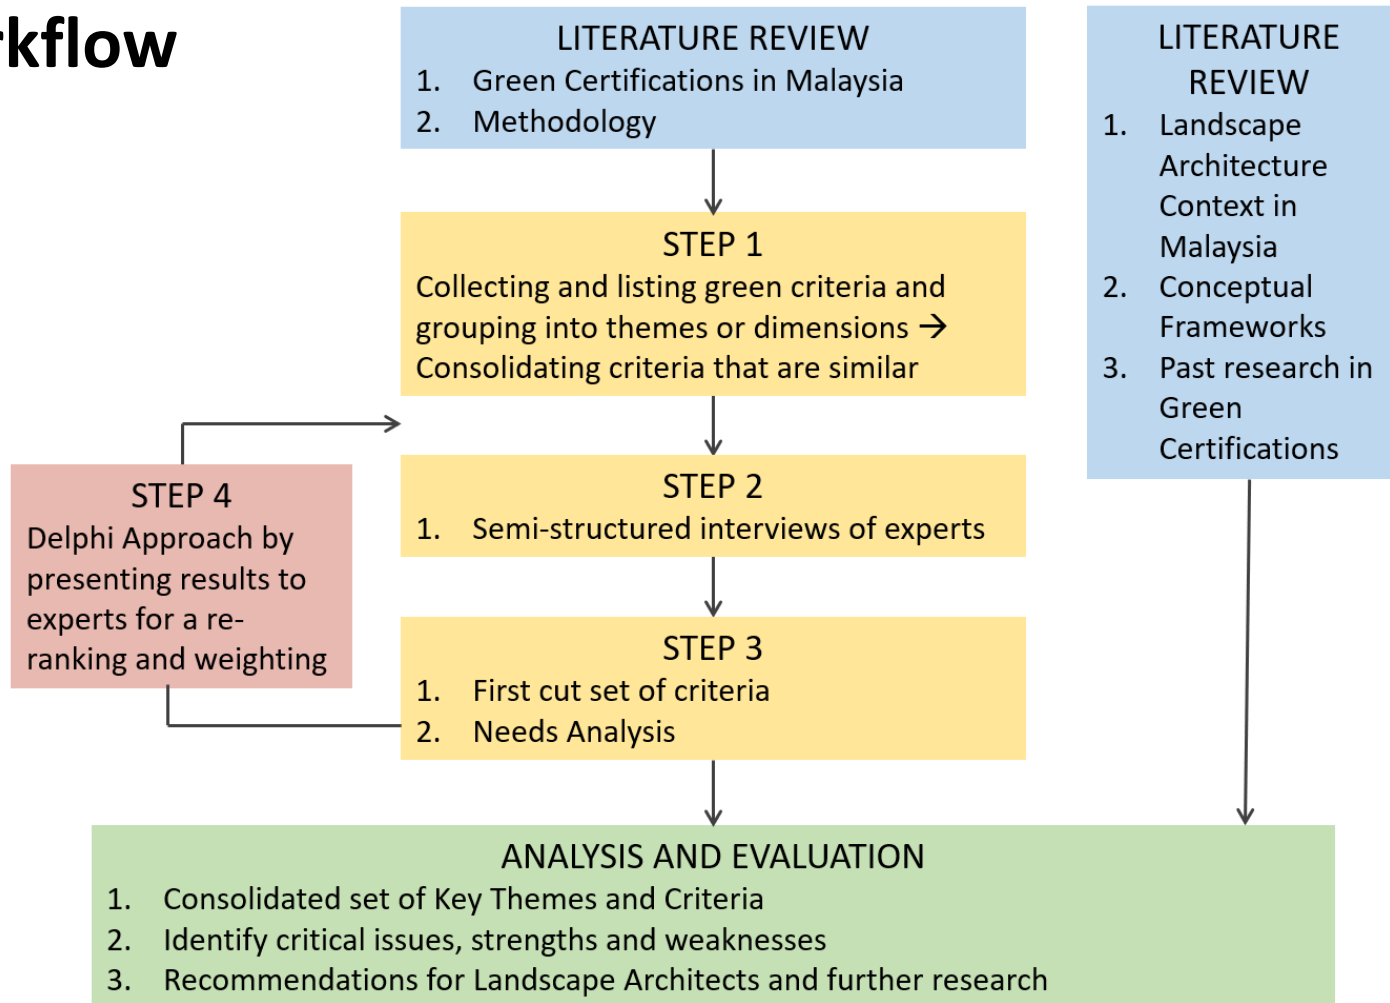 rkflow
LITERATURE REVIEW
1. Green Certifications in Malaysia
2. Methodology
LITERATURE
REVIEW
1. Landscape
Architecture
Context in
Malaysia
2. Conceptual
Frameworks
3. Past research in
Green
Certifications
STEP 1
Collecting and listing green criteria and
grouping into themes or dimensions →
Consolidating criteria that are similar
STEP 2
1. Semi-structured interviews of experts
STEP 3
1. First cut set of criteria
2. Needs Analysis
STEP 4
Delphi Approach by
presenting results to
experts for a re-
ranking and weighting
ANALYSIS AND EVALUATION
1. Consolidated set of Key Themes and Criteria
2. Identify critical issues, strengths and weaknesses
3. Recommendations for Landscape Architects and further research